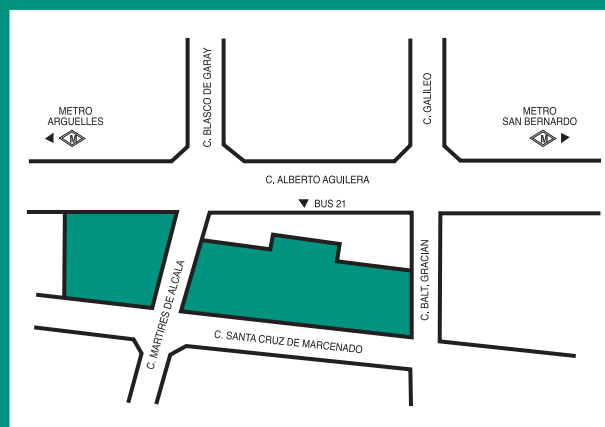 C. BLASCO DE GARAY
C. GALILEO
METRO
ARGUELLES
M
METRO
SAN BERNARDO
M
C. ALBERTO AGUILERA
BUS 21
C. MARTIRES DE ALCALA
C. BALT. GRACIAN
C. SANTA CRUZ DE MARCENADO